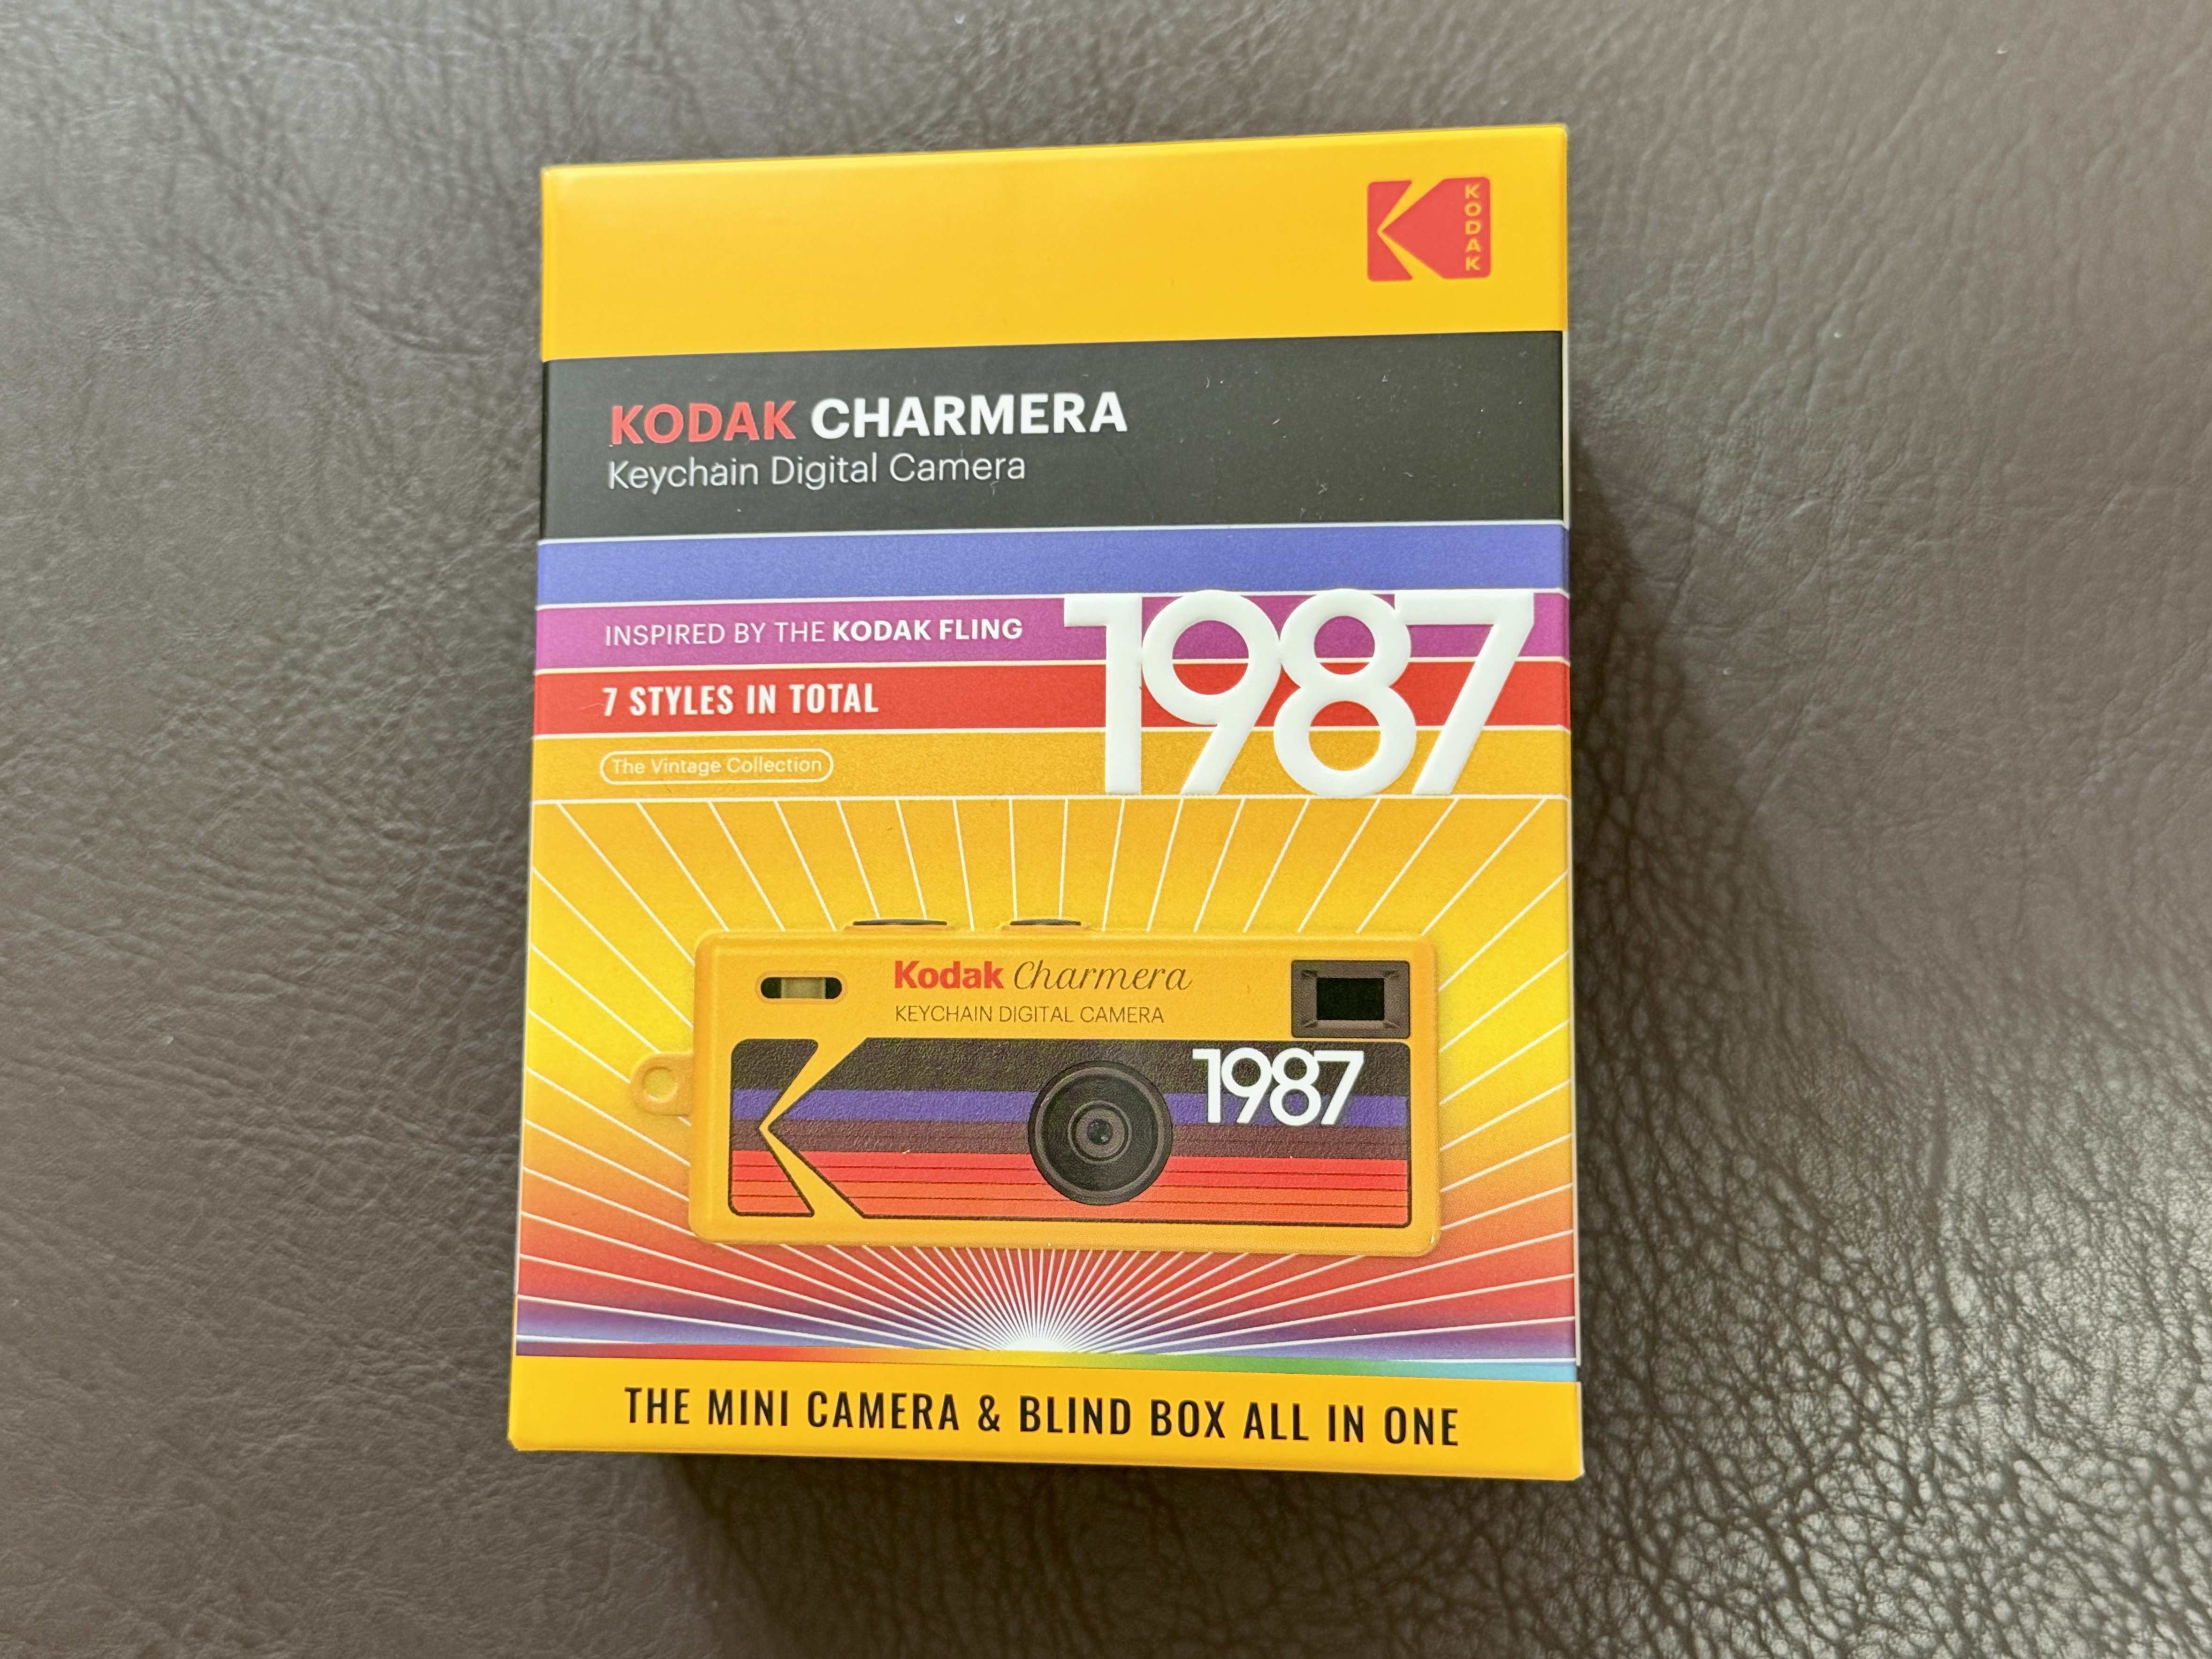 KODAK
KODAK CHARMERA
Keychain Digital Camera
INSPIRED BY THE KODAK FLING
1987
7 STYLES IN TOTAL
The Vintage Collection
Kodak Charmera
KEYCHAIN DIGITAL CAMERA
1987
THE MINI CAMERA & BLIND BOX ALL IN ONE